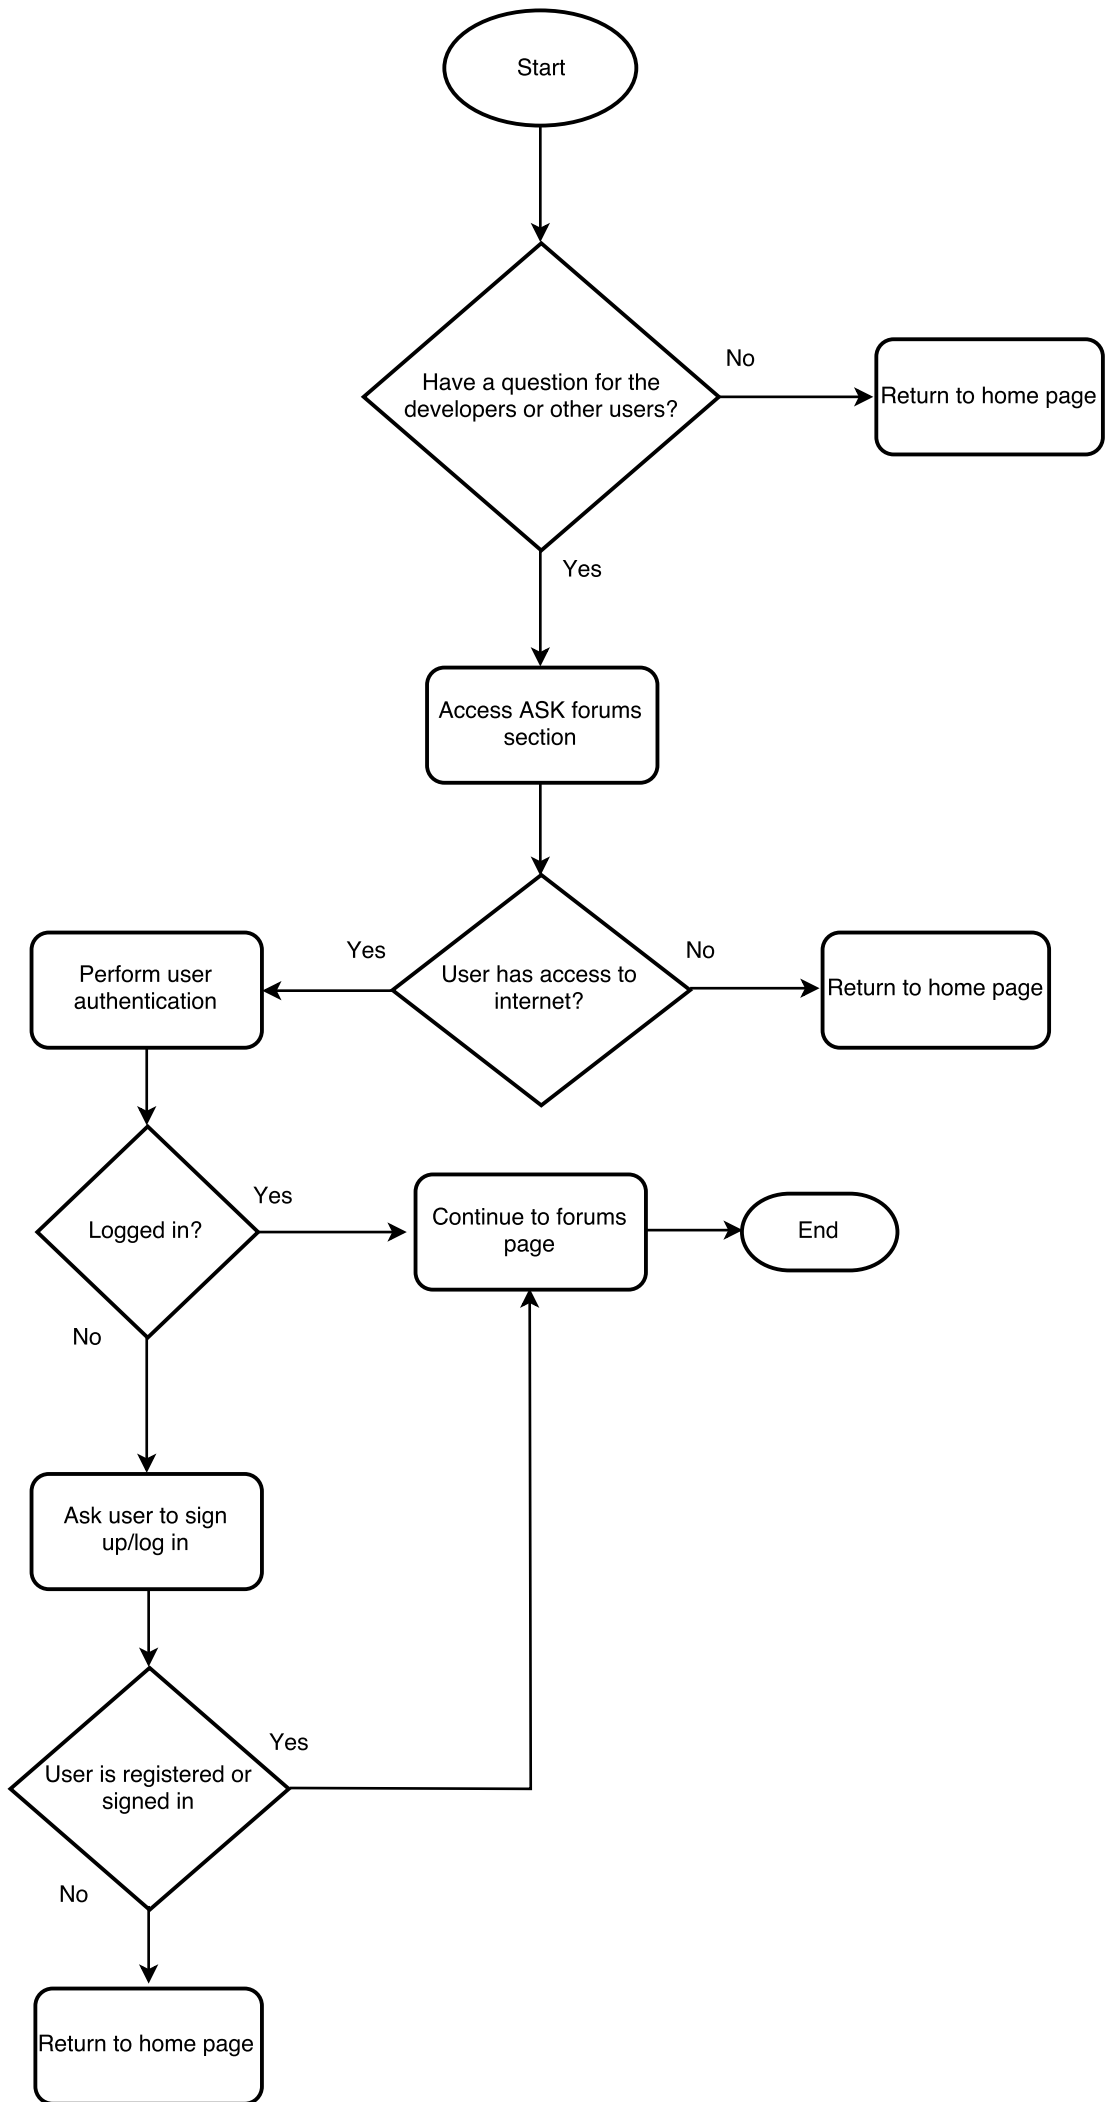 Start
Have a question for the
developers or other users?
No
Return to home page
Yes
Access ASK forums
section
Yes
User has access to
internet?
No
Return to home page
Perform user
authentication
Logged in?
Yes
Continue to forums
page
End
No
Ask user to sign
up/log in
User is registered or
signed in
Yes
No
Return to home page